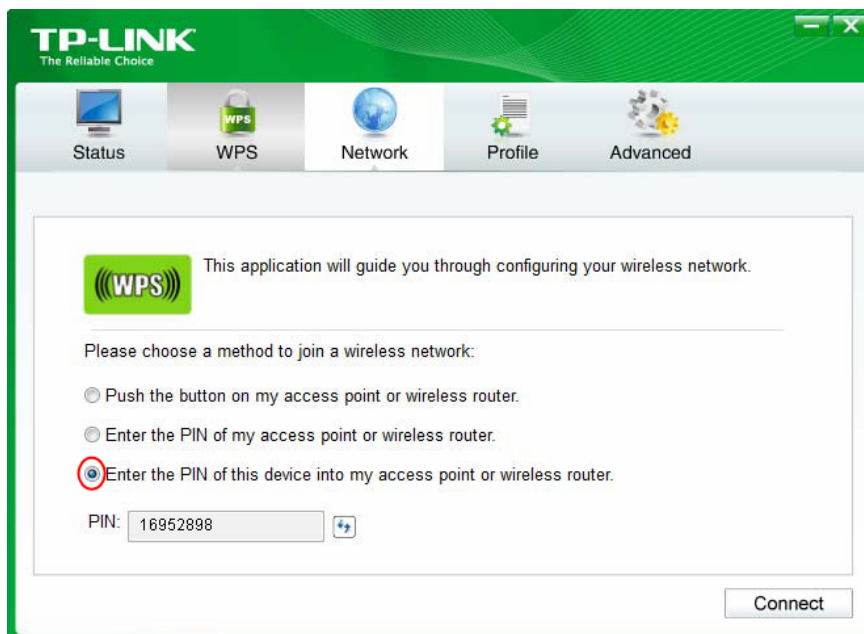 TP-LINK
The Reliable Choice
Status WPS Network Profile Advanced
WPS
This application will guide you through configuring your wireless network.
(((WPS)))
Please choose a method to join a wireless network:
Push the button on my access point or wireless router.
Enter the PIN of my access point or wireless router.
Enter the PIN of this device into my access point or wireless router.
PIN: 16952898
Connect